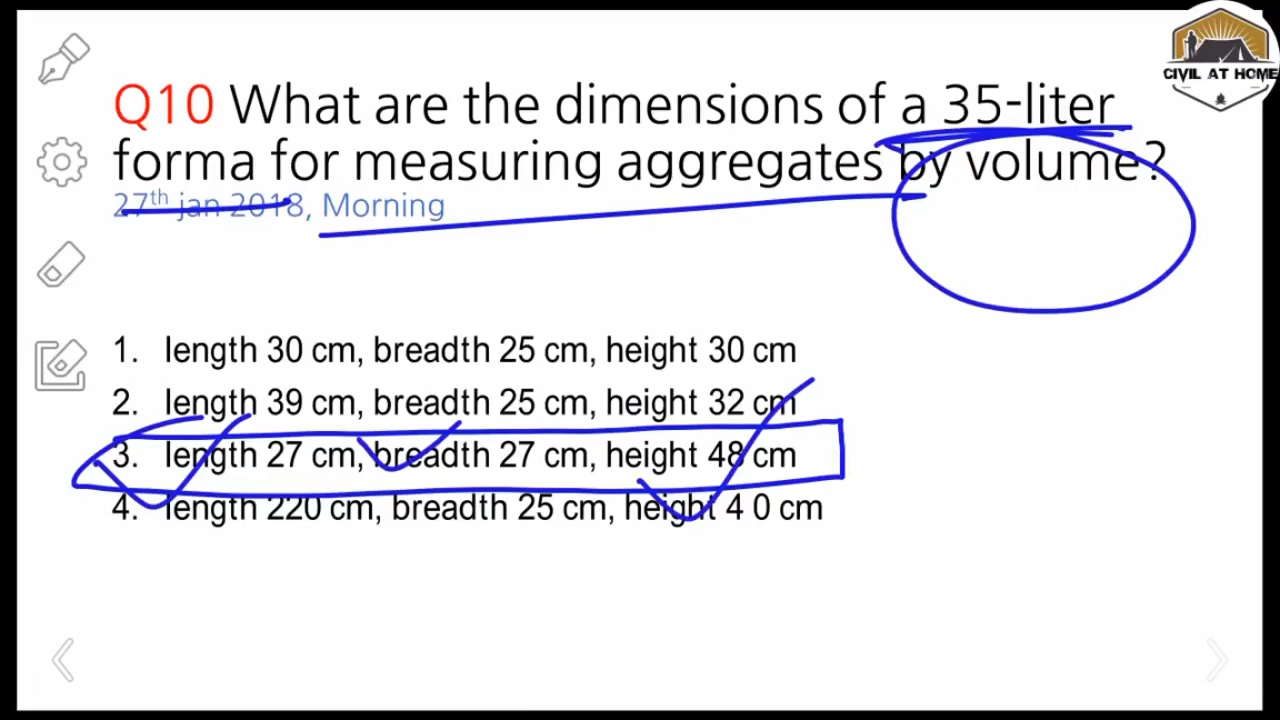 CIVIL AT HOME
Q10 What are the dimensions of a 35-liter
forma for measuring aggregates by volume?
27th jan 2018, Morning
1. length 30 cm, breadth 25 cm, height 30 cm
2. length 39 cm, breadth 25 cm, height 32 cm
3. length 27 cm, breadth 27 cm, height 48 cm
4. length 220 cm, breadth 25 cm, height 4 0 cm